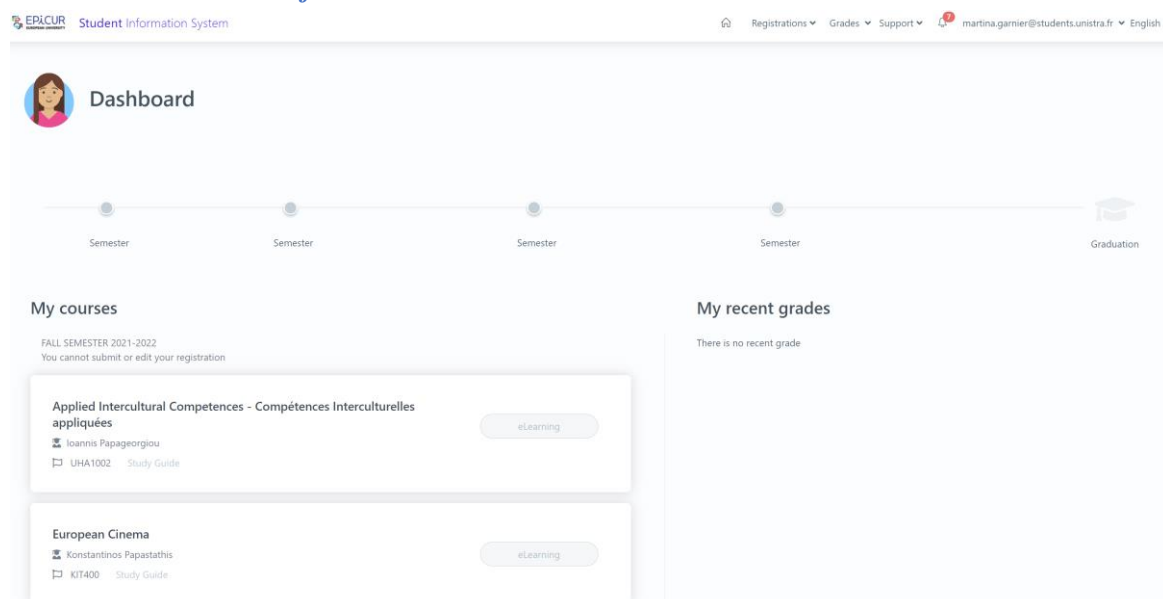 EPICUR
EUROPEAN UNIVERSITY
Student Information System
Registrations Grades Support 7 martina.garnier@students.unistra.fr English
Dashboard
Semester Semester Semester Semester Graduation
My courses
FALL SEMESTER 2021-2022
You cannot submit or edit your registration
Applied Intercultural Competences - Compétences Interculturelles
appliquées
Ioannis Papageorgiou
UHA1002 Study Guide
eLearning
European Cinema
Konstantinos Papastathis
KIT400 Study Guide
eLearning
My recent grades
There is no recent grade